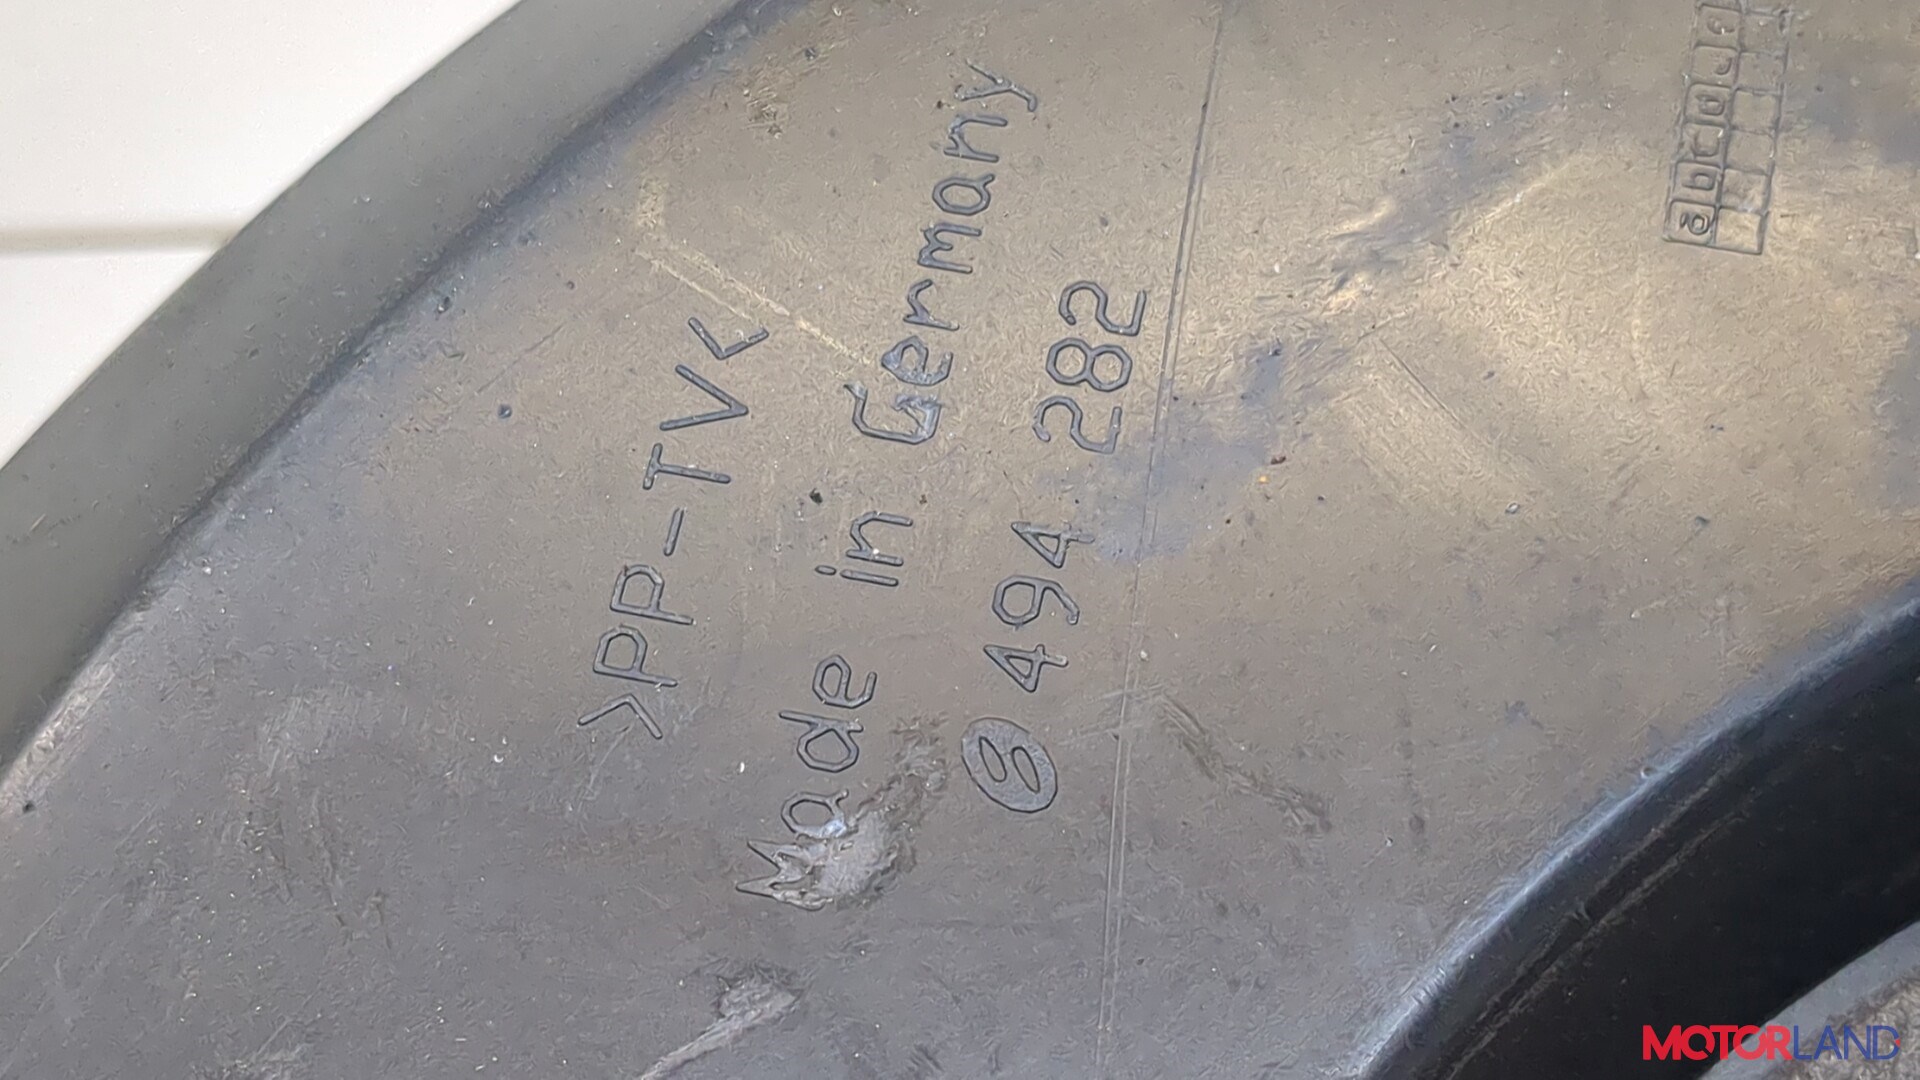 >PP-TV<
Made in Germany
494 282
MOTORLAND